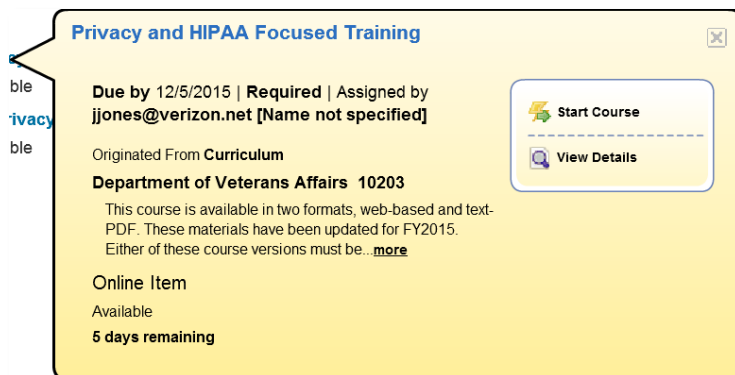 Privacy and HIPAA Focused Training
ble
rivacy
ble
Due by 12/5/2015 | Required | Assigned by
jjones@verizon.net [Name not specified]
Originated From Curriculum
Department of Veterans Affairs 10203
This course is available in two formats, web-based and text-
PDF. These materials have been updated for FY2015.
Either of these course versions must be...more
Online Item
Available
5 days remaining
Start Course
View Details